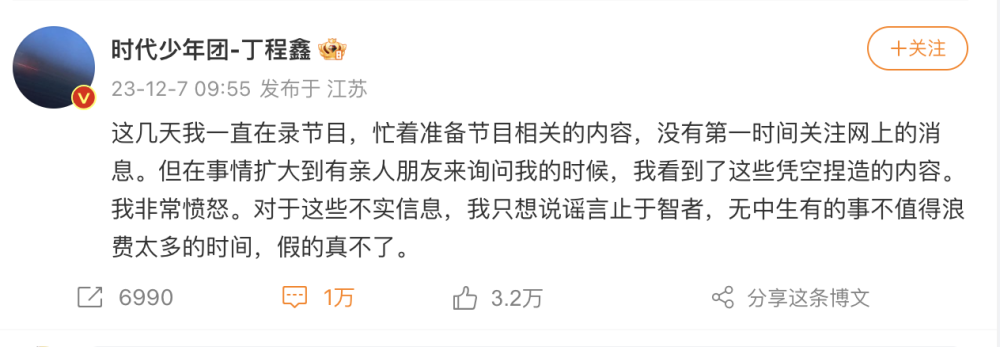 时代少年团-丁程鑫
+关注
23-12-7 09:55 发布于 江苏
这几天我一直在录节目，忙着准备节目相关的内容，没有第一时间关注网上的消
息。但在事情扩大到有亲人朋友来询问我的时候，我看到了这些凭空捏造的内容。
我非常愤怒。对于这些不实信息，我只想说谣言止于智者，无中生有的事不值得浪
费太多的时间，假的真不了。
6990 1万 3.2万 分享这条博文